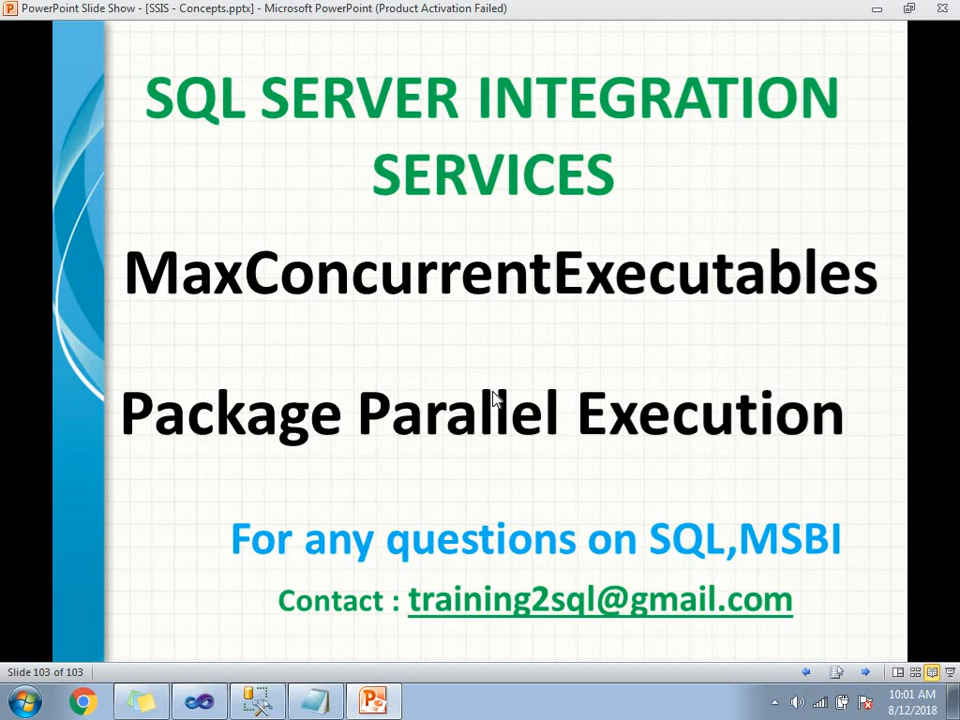 PowerPoint Slide Show - [SSIS - Concepts.pptx] - Microsoft PowerPoint (Product Activation Failed)
SQL SERVER INTEGRATION
SERVICES
MaxConcurrentExecutables
Package Parallel Execution
For any questions on SQL,MSBI
Contact : training2sql@gmail.com
Slide 103 of 103
10:01 AM
8/12/2018